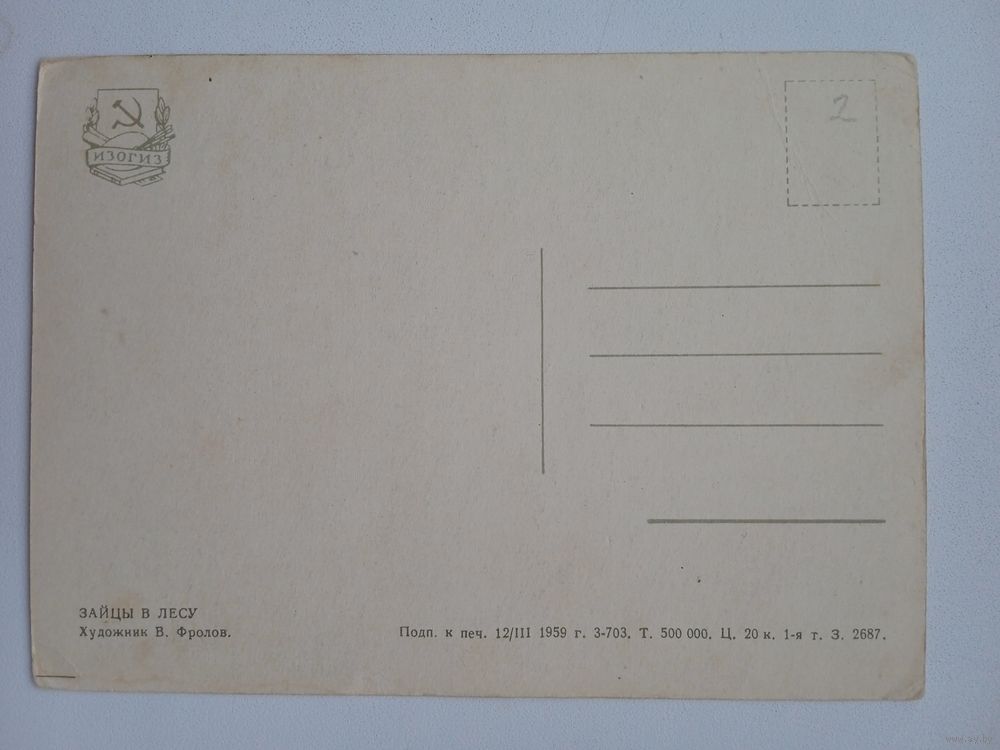 ИЗОГИЗ
2
ЗАЙЦЫ В ЛЕСУ
Художник В. Фролов.
Подп. к печ. 12/III 1959 г. 3-703. Т. 500 000. Ц. 20 к. 1-я т. З. 2687.